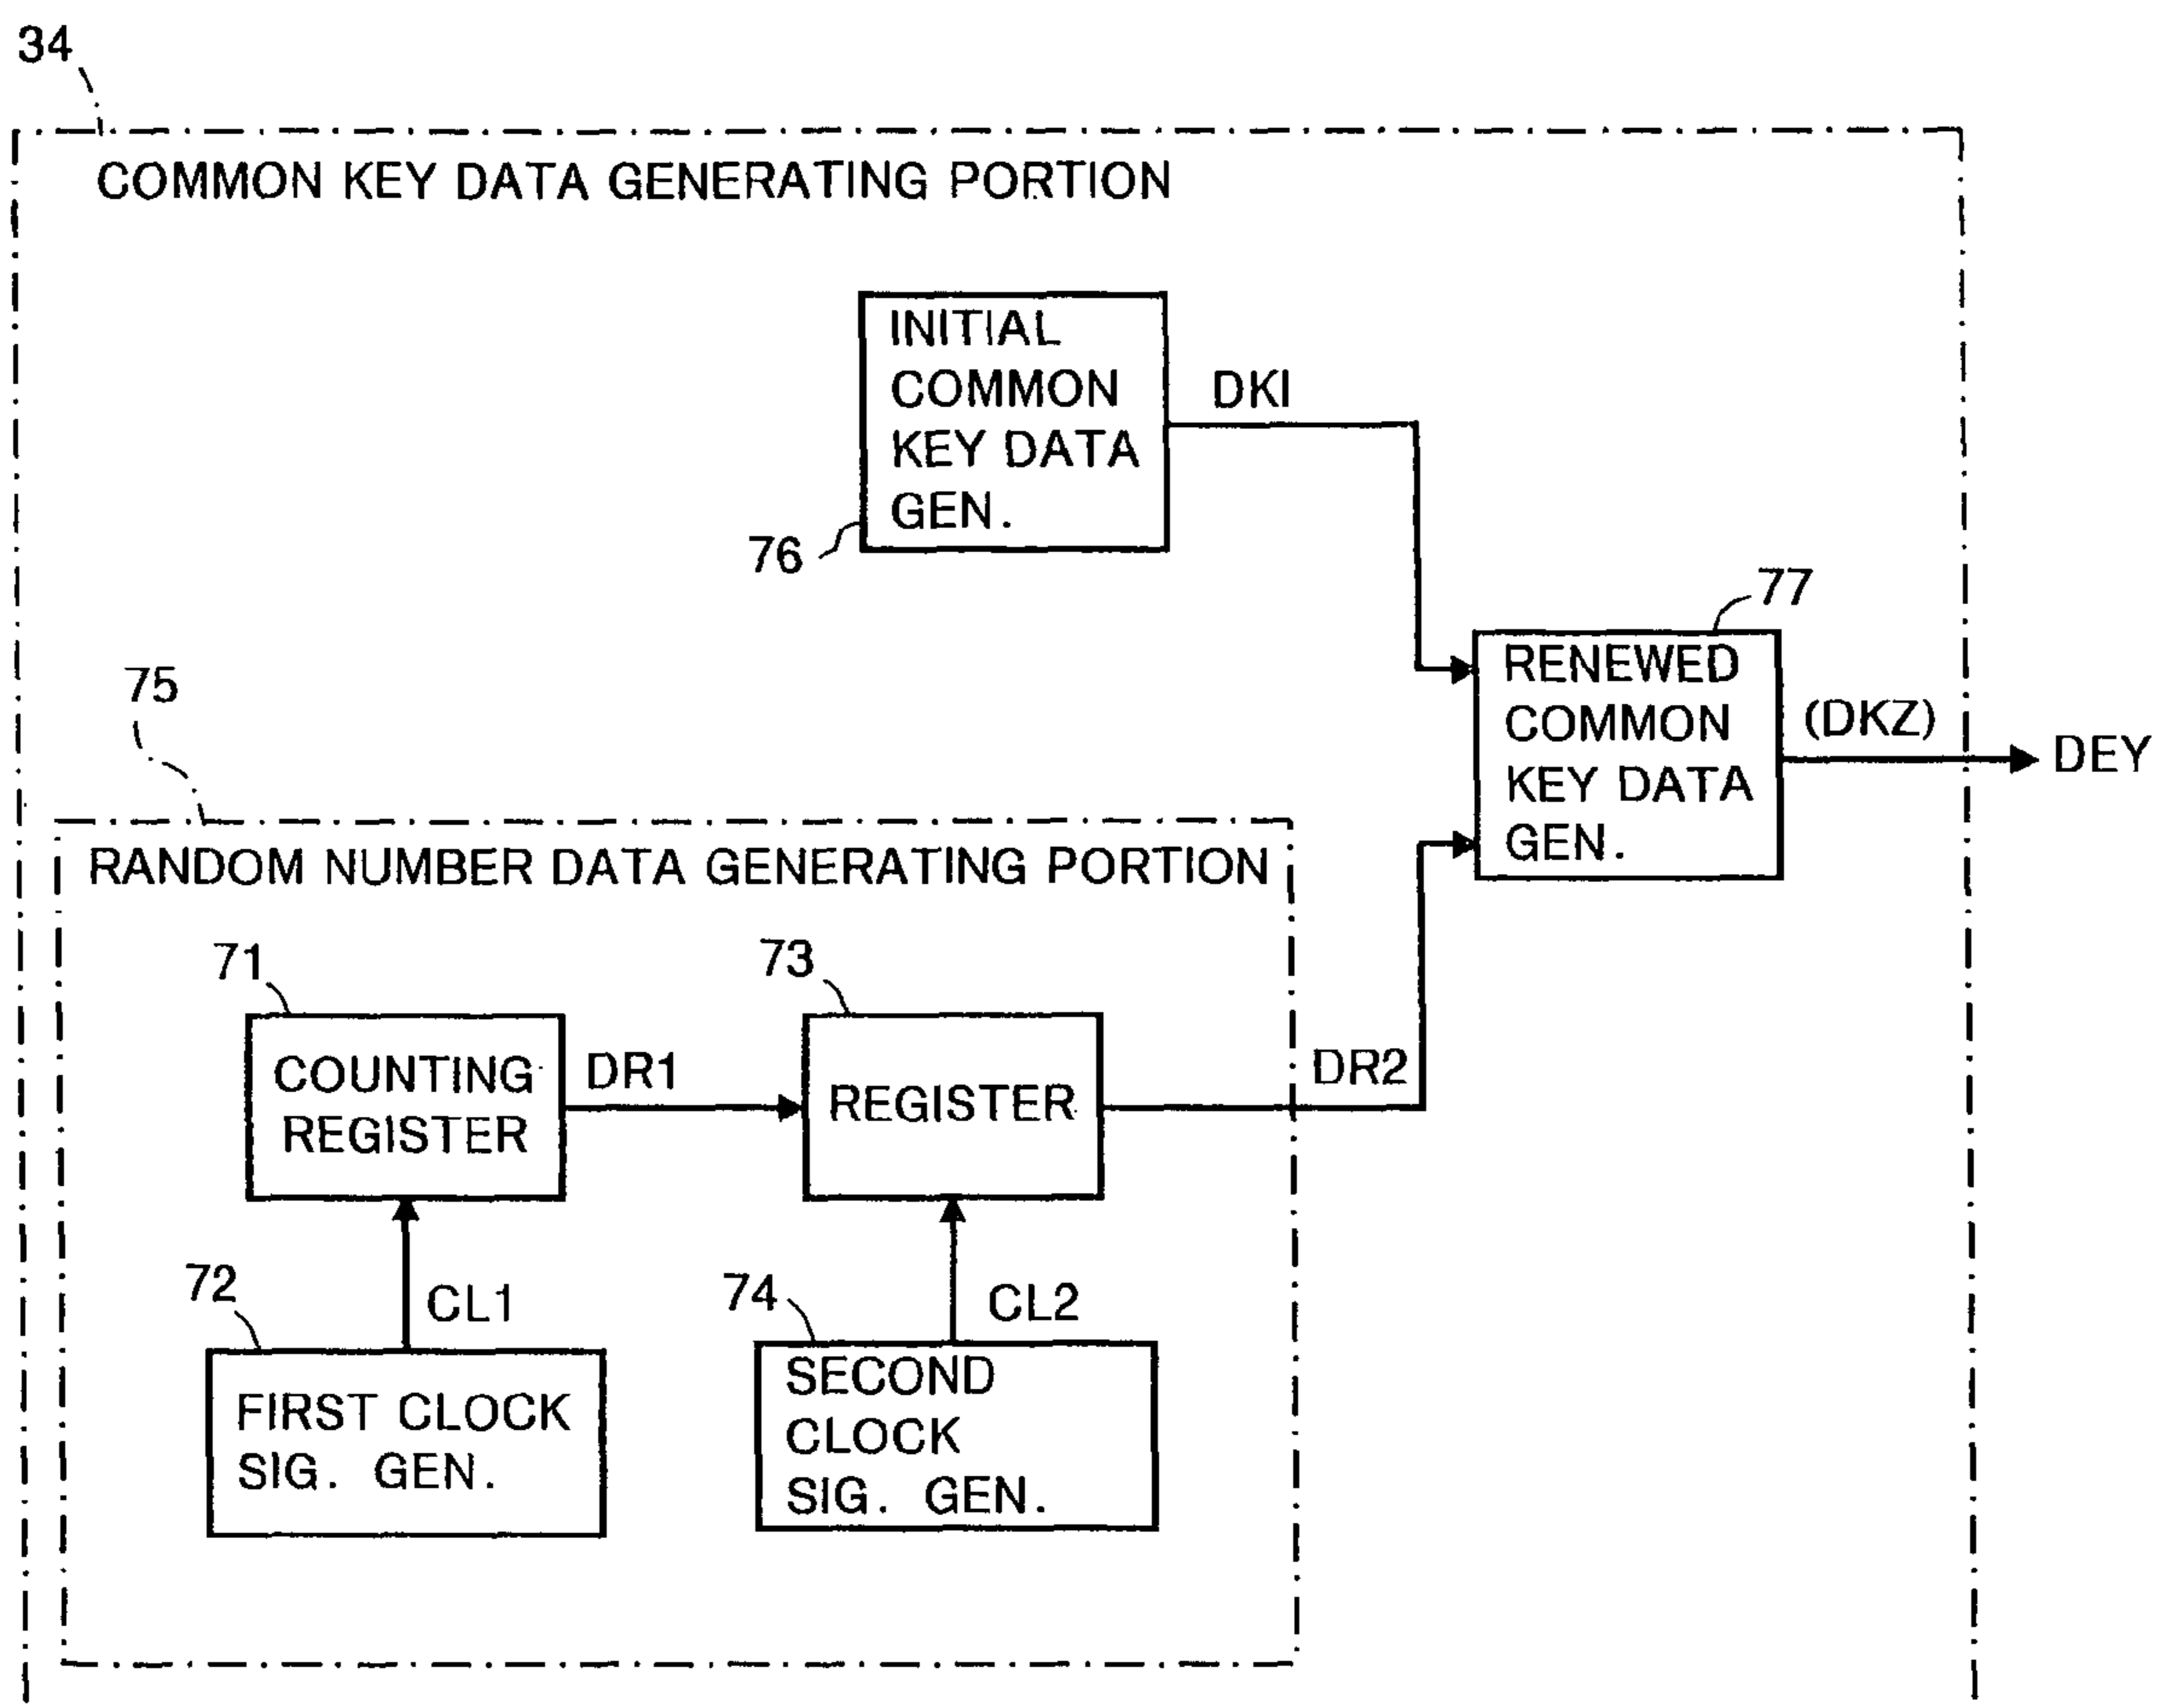 34
COMMON KEY DATA GENERATING PORTION
INITIAL
COMMON
KEY DATA
GEN.
DKI
76
77
RENEWED
COMMON
KEY DATA
GEN.
(DKZ)
DEY
75
RANDOM NUMBER DATA GENERATING PORTION
71
COUNTING
REGISTER
DR1
73
REGISTER
DR2
72
CL1
FIRST CLOCK
SIG. GEN.
74
CL2
SECOND
CLOCK
SIG. GEN.